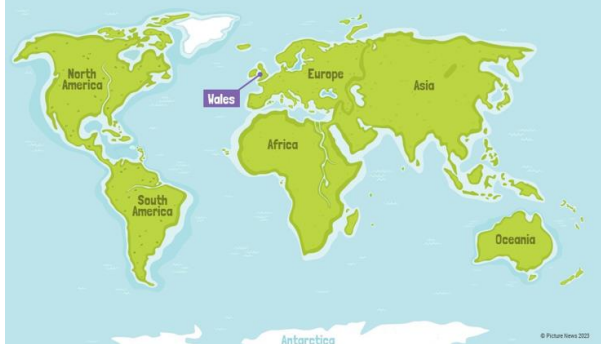 North
America
Europe
Asia
Wales
Africa
South
America
Oceania
© Picture News 2023
Antarctica